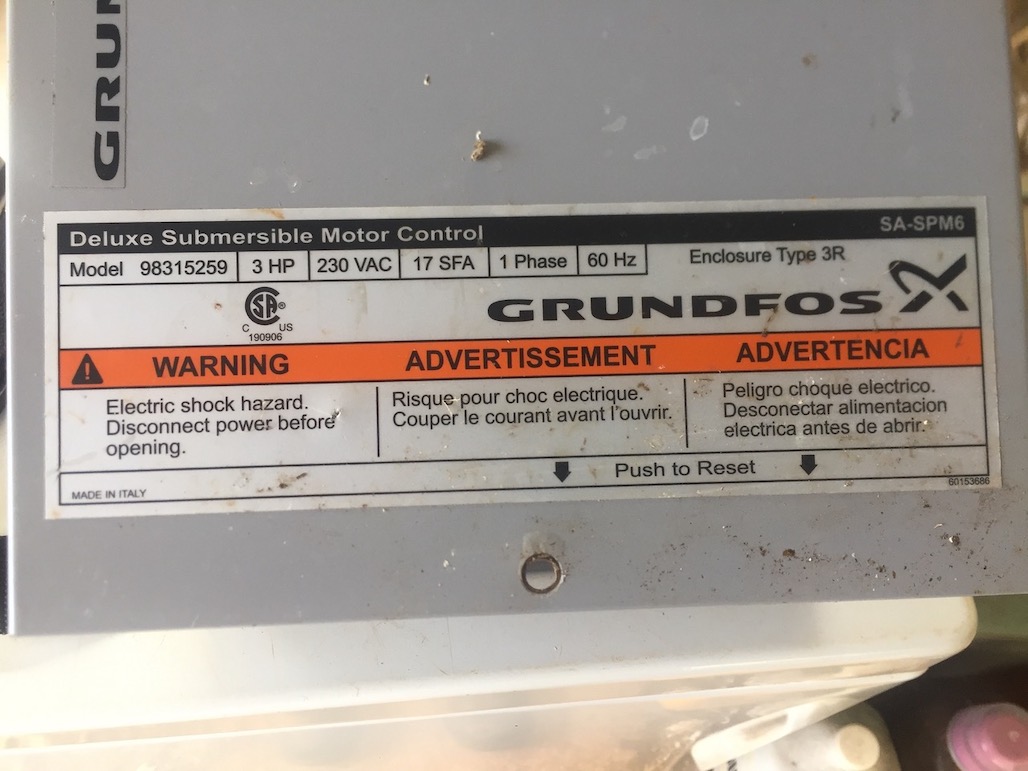 GRUN
Deluxe Submersible Motor Control SA-SPM6
Model 98315259 3 HP 230 VAC 17 SFA 1 Phase 60 Hz Enclosure Type 3R
CSA®
C US
190906
GRUNDFOS
WARNING ADVERTISSEMENT ADVERTENCIA
Electric shock hazard.
Disconnect power before
opening.
Risque pour choc electrique.
Couper le courant avant l'ouvrir.
Peligro choque electrico.
Desconectar alimentacion
electrica antes de abrir.
Push to Reset
MADE IN ITALY
60153686